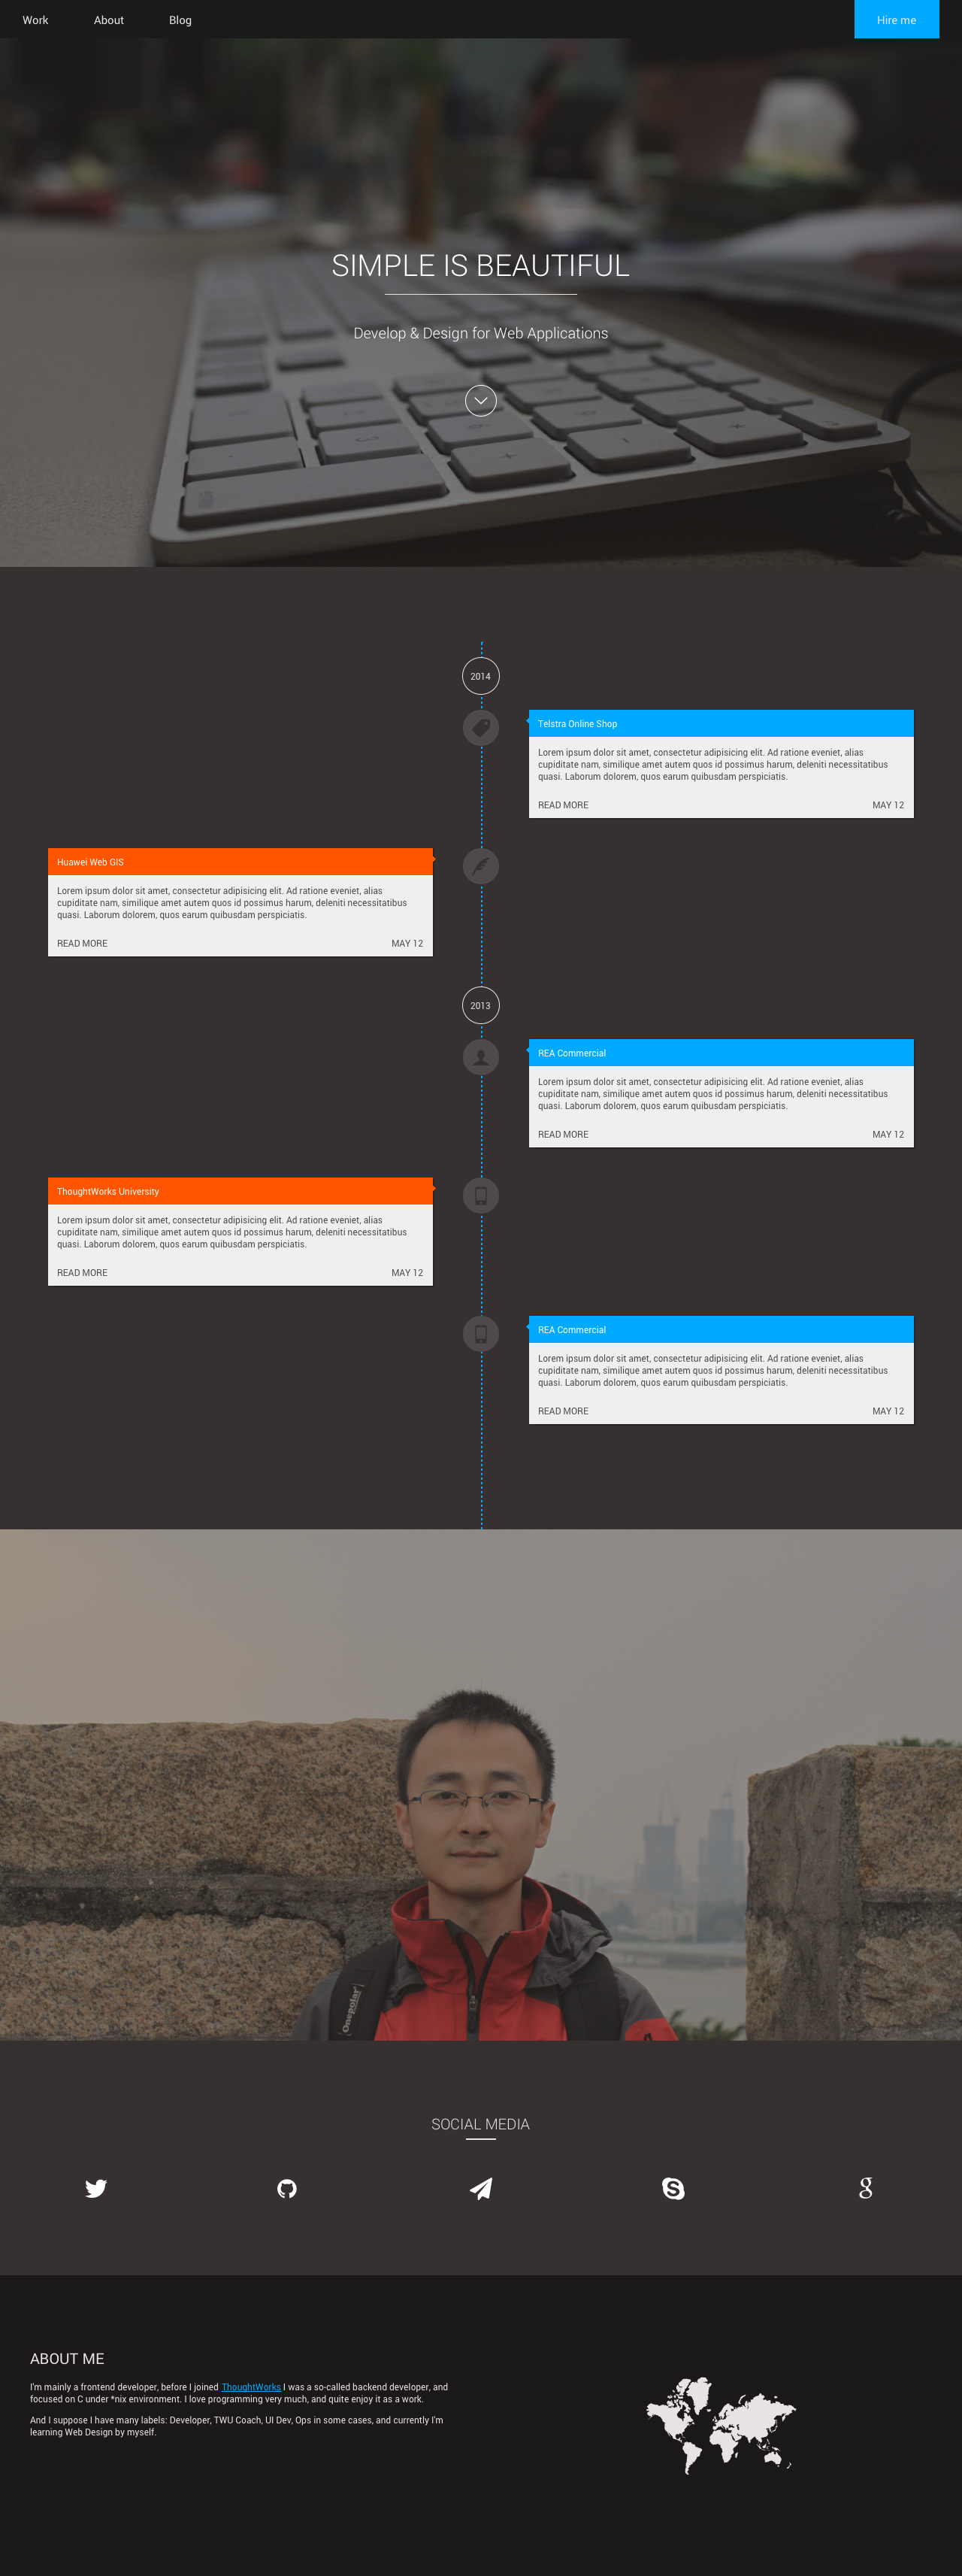 Work About Blog Hire me
SIMPLE IS BEAUTIFUL
Develop & Design for Web Applications
2014
Telstra Online Shop
Lorem ipsum dolor sit amet, consectetur adipisicing elit. Ad ratione eveniet, alias
cupiditate nam, similique amet autem quos id possimus harum, deleniti necessitatibus
quasi. Laborum dolorem, quos earum quibusdam perspiciatis.
READ MORE MAY 12
Huawei Web GIS
Lorem ipsum dolor sit amet, consectetur adipisicing elit. Ad ratione eveniet, alias
cupiditate nam, similique amet autem quos id possimus harum, deleniti necessitatibus
quasi. Laborum dolorem, quos earum quibusdam perspiciatis.
READ MORE MAY 12
2013
REA Commercial
Lorem ipsum dolor sit amet, consectetur adipisicing elit. Ad ratione eveniet, alias
cupiditate nam, similique amet autem quos id possimus harum, deleniti necessitatibus
quasi. Laborum dolorem, quos earum quibusdam perspiciatis.
READ MORE MAY 12
ThoughtWorks University
Lorem ipsum dolor sit amet, consectetur adipisicing elit. Ad ratione eveniet, alias
cupiditate nam, similique amet autem quos id possimus harum, deleniti necessitatibus
quasi. Laborum dolorem, quos earum quibusdam perspiciatis.
READ MORE MAY 12
REA Commercial
Lorem ipsum dolor sit amet, consectetur adipisicing elit. Ad ratione eveniet, alias
cupiditate nam, similique amet autem quos id possimus harum, deleniti necessitatibus
quasi. Laborum dolorem, quos earum quibusdam perspiciatis.
READ MORE MAY 12
Onepolar
SOCIAL MEDIA
ABOUT ME
I'm mainly a frontend developer, before I joined ThoughtWorks I was a so-called backend developer, and
focused on C under *nix environment. I love programming very much, and quite enjoy it as a work.
And I suppose I have many labels: Developer, TWU Coach, UI Dev, Ops in some cases, and currently I'm
learning Web Design by myself.